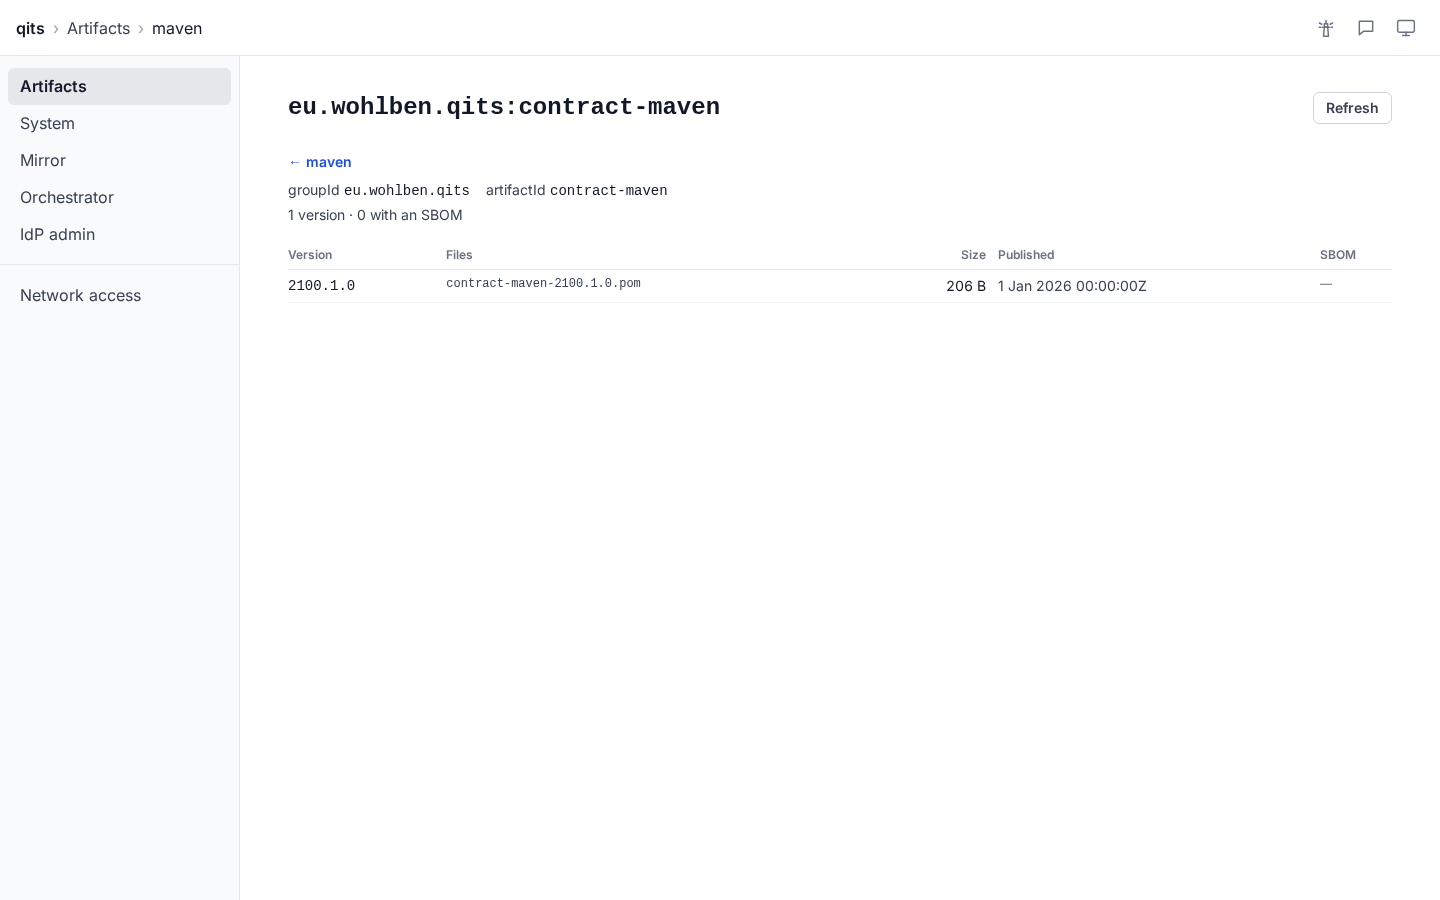 qits › Artifacts › maven
Artifacts
System
Mirror
Orchestrator
IdP admin
Network access
eu.wohlben.qits:contract-maven
Refresh
← maven
groupId eu.wohlben.qits artifactId contract-maven
1 version · 0 with an SBOM
Version Files Size Published SBOM
2100.1.0 contract-maven-2100.1.0.pom 206 B 1 Jan 2026 00:00:00Z —